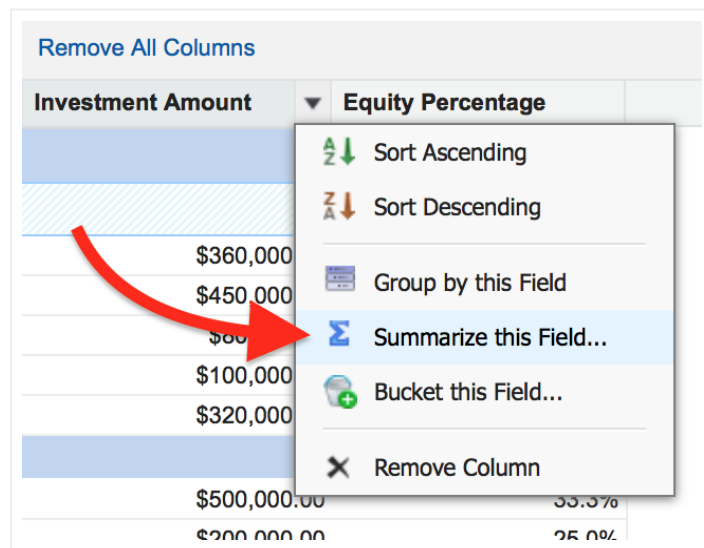 Remove All Columns
Investment Amount Equity Percentage
Sort Ascending
Sort Descending
$360,000
$450,000
Group by this Field
Summarize this Field...
$100,000
Bucket this Field...
$320,000
Remove Column
$500,000.00 33.3%
$200,000.00 25.0%